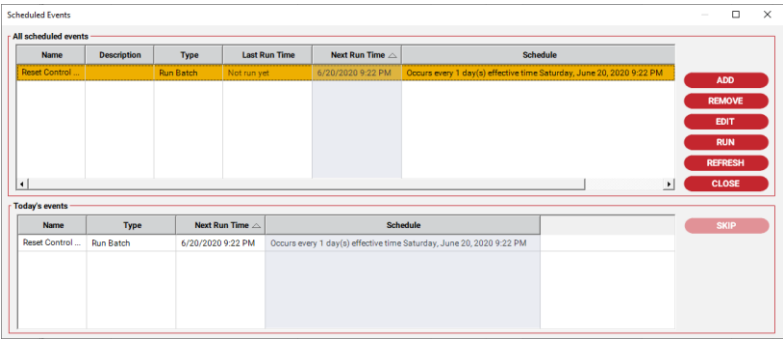 Scheduled Events
All scheduled events
Name Description Type Last Run Time Next Run Time Schedule
Reset Control ... Run Batch Not run yet 6/20/2020 9:22 PM Occurs every 1 day(s) effective time Saturday, June 20, 2020 9:22 PM
ADD
REMOVE
EDIT
RUN
REFRESH
CLOSE
Today's events
Name Type Next Run Time Schedule
Reset Control ... Run Batch 6/20/2020 9:22 PM Occurs every 1 day(s) effective time Saturday, June 20, 2020 9:22 PM
SKIP